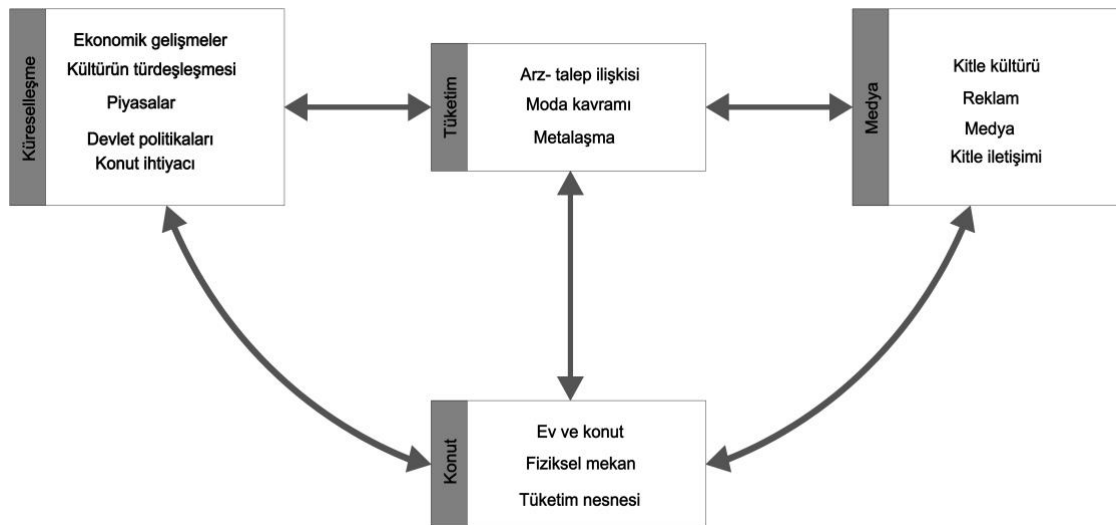 Küreselleşme
Ekonomik gelişmeler
Kültürün türdeşleşmesi
Piyasalar
Devlet politikaları
Konut ihtiyacı
Tüketim
Arz- talep ilişkisi
Moda kavramı
Metalaşma
Medya
Kitle kültürü
Reklam
Medya
Kitle iletişimi
Konut
Ev ve konut
Fiziksel mekan
Tüketim nesnesi